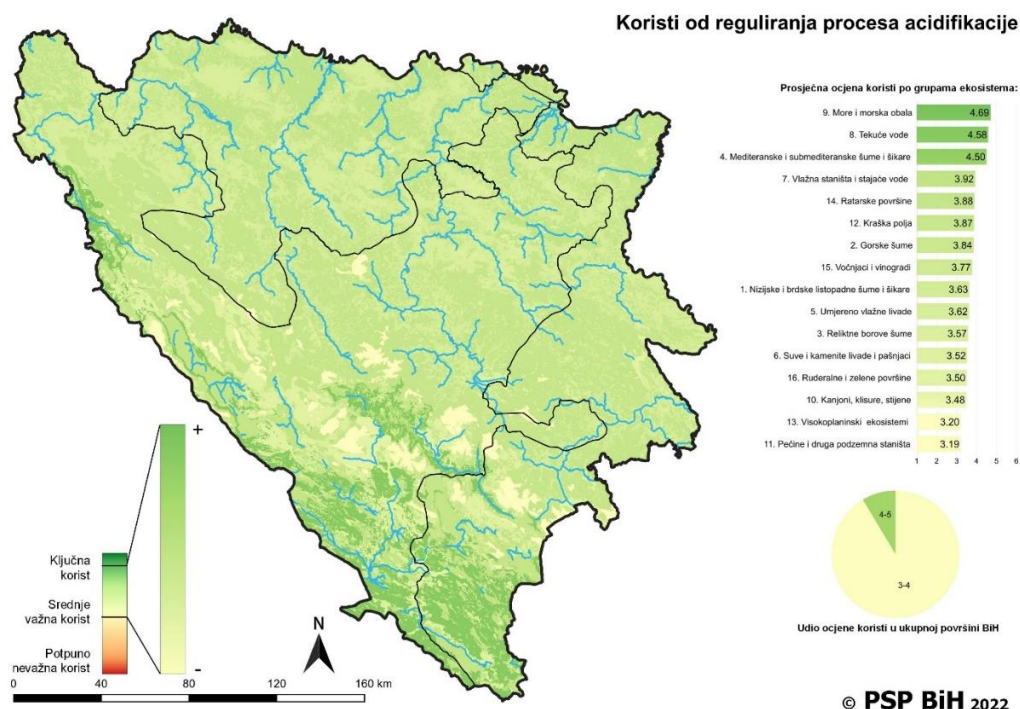 Koristi od reguliranja procesa acidifikacije
Prosječna ocjena koristi po grupama ekosistema:
9. More i morska obala 4.69
8. Tekuće vode 4.58
4. Mediteranske i submediteranske šume i šikare 4.50
7. Vlažna staništa i stajaće vode 3.92
14. Ratarske površine 3.88
12. Kraška polja 3.87
2. Gorske šume 3.84
15. Voćnjaci i vinogradi 3.77
1. Nizijske i brdske listopadne šume i šikare 3.63
5. Umjereno vlažne livade 3.62
3. Reliktne borove šume 3.57
6. Suve i kamenite livade i pašnjaci 3.52
16. Ruderalne i zelene površine 3.50
10. Kanjoni, klisure, stijene 3.48
13. Visokoplaninski ekosistemi 3.20
11. Pećine i druga podzemna staništa 3.19
1 2 3 4 5 6
4-5
3-4
Udio ocjene koristi u ukupnoj površini BiH
+
-
Ključna
korist
Srednje
važna korist
Potpuno
nevažna korist
N
0 40 80 160 km
© PSP BiH 2022